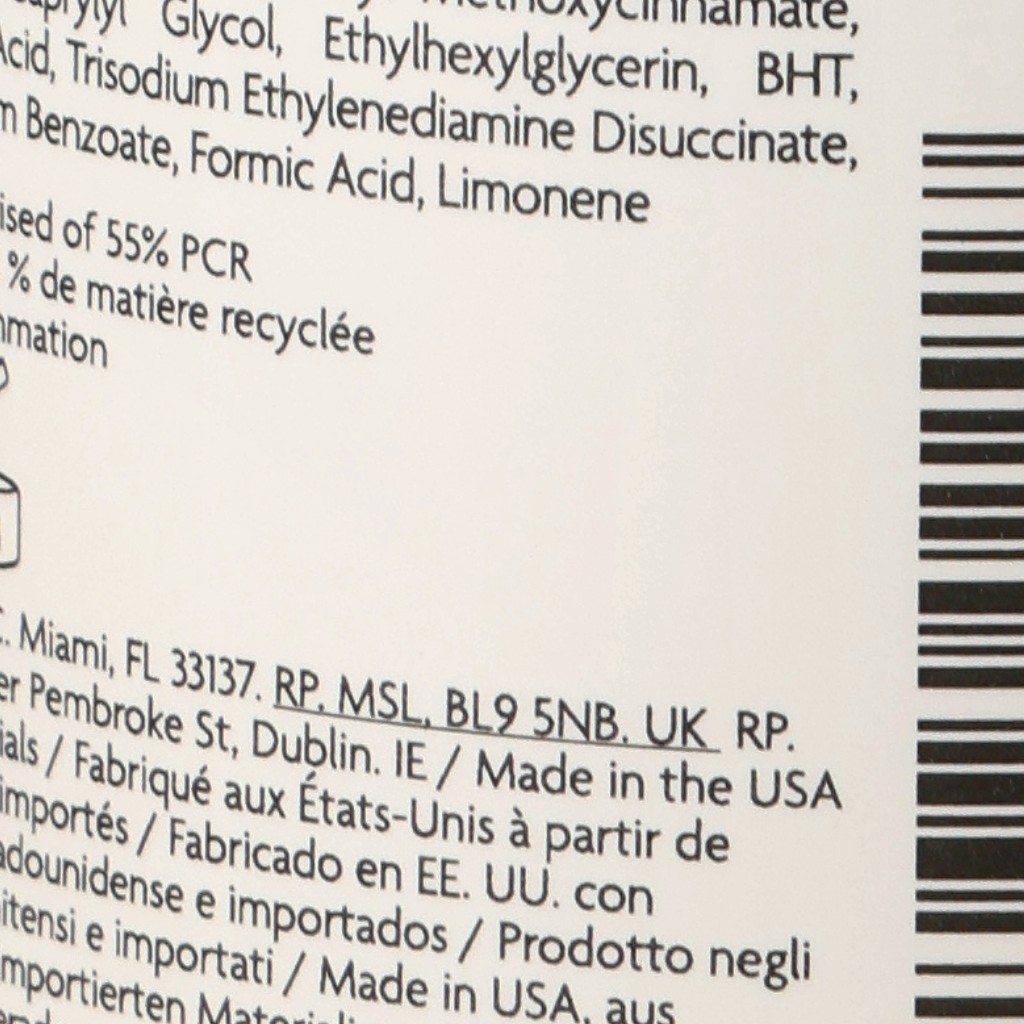 Glycol, Ethylhexylglycerin, BHT,
Acid, Trisodium Ethylenediamine Disuccinate,
Benzoate, Formic Acid, Limonene
ised of 55% PCR
% de matière recyclée
mation
Miami, FL 33137. RP. MSL. BL9 5NB. UK RP.
er Pembroke St, Dublin. IE / Made in the USA
ials / Fabriqué aux États-Unis à partir de
importés / Fabricado en EE. UU. con
adounidense e importados / Prodotto negli
itensi e importati / Made in USA, aus
mportierten